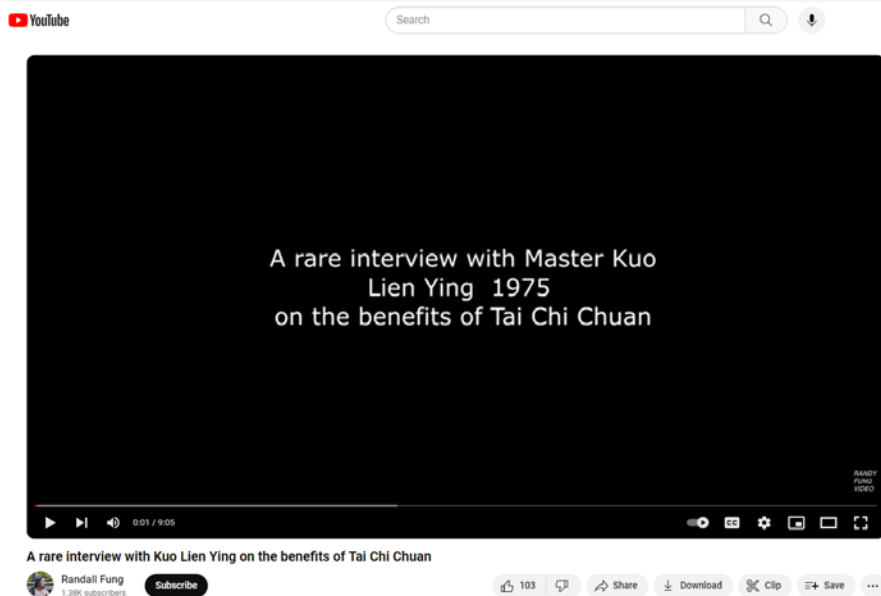 YouTube
Search
A rare interview with Master Kuo
Lien Ying 1975
on the benefits of Tai Chi Chuan
RANDY
FUNG
VIDEO
0:01 / 9:05
CC
A rare interview with Kuo Lien Ying on the benefits of Tai Chi Chuan
Randall Fung
1.38K subscribers
Subscribe
103
Share
Download
Clip
Save